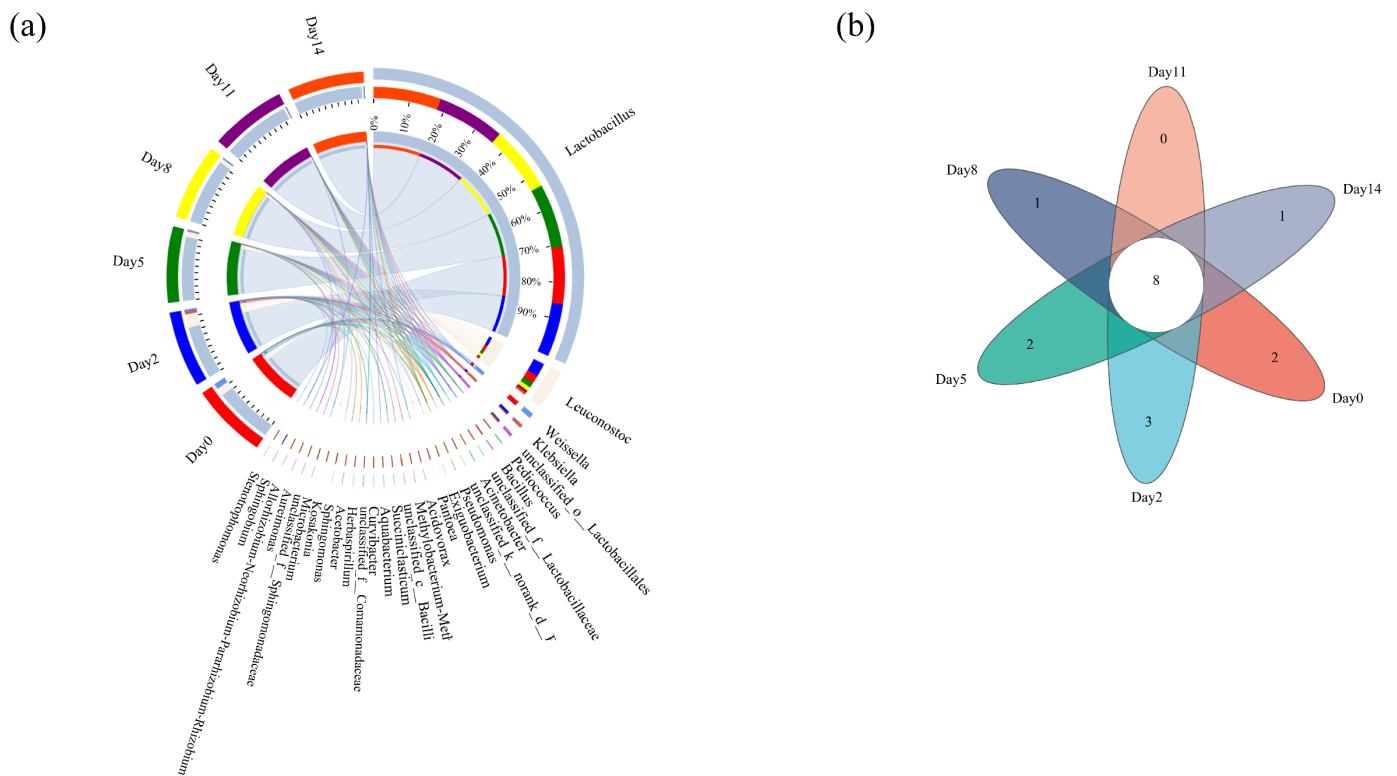 (a)
(b)
Day14
Day11
Day8
Day5
Day2
Day0
0%
10%
20%
30%
40%
50%
60%
70%
80%
90%
Lactobacillus
Leuconostoc
Weissella
Klebsiella
unclassified_o__Lactobacillales
Pediococcus
Bacillus
unclassified_f__Lactobacillaceae
Acinetobacter
unclassified_k__norank_d__
Pseudomonas
Exiguobacterium
Pantoea
Acidovorax
Methylobacterium-Met
unclassified_c__Bacilli
Succiniclasticum
Aquabacterium
Curvibacter
unclassified_f__Comamonadaceae
Herbaspirillum
Acetobacter
Sphingomonas
Kosakonia
Microbacterium
unclassified_f__Sphingomonadaceae
Aureimonas
Allorhizobium-Neorhizobium-Pararhizobium-Rhizobium
Sphingobium
Stenotrophomonas
Day11
0
Day14
1
Day8
1
8
Day5
2
2
Day0
3
Day2